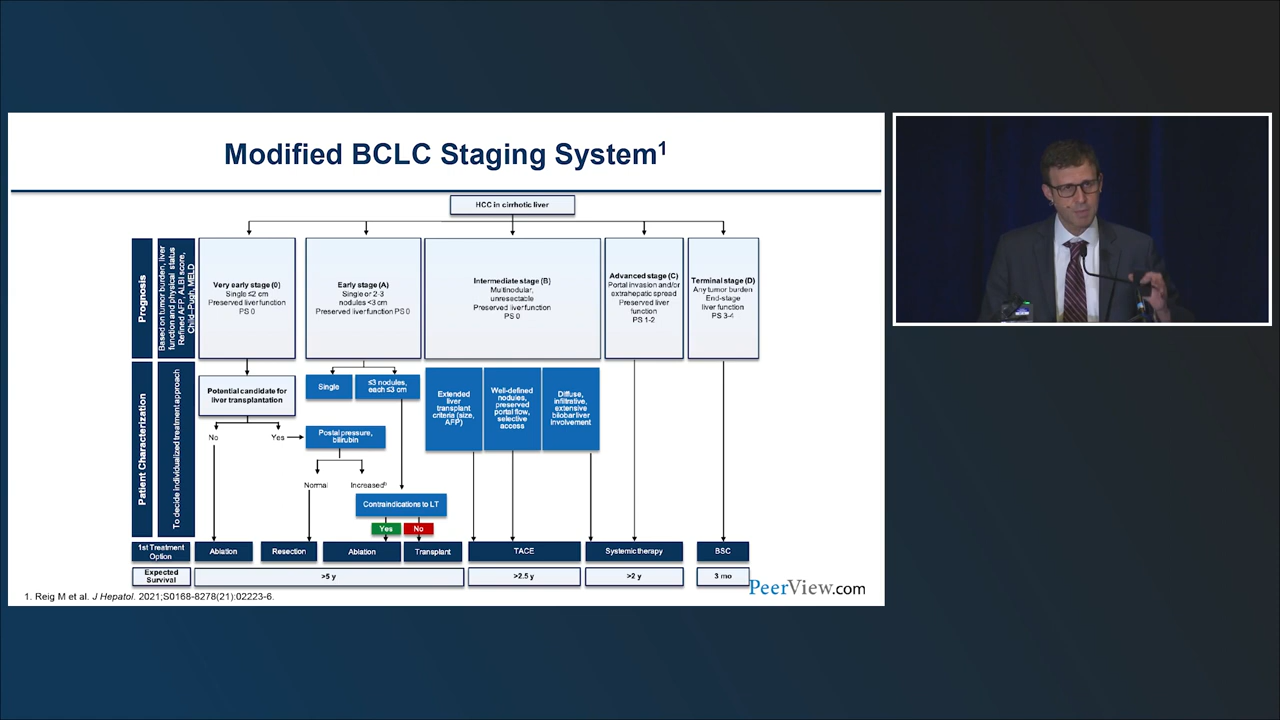 Modified BCLC Staging System1
HCC in cirrhotic liver
Prognosis
Based on tumor burden, liver
function and physical status
Refined AFP, ALBI score,
Child–Pugh, MELD
Very early stage (0)
Single ≤2 cm
Preserved liver function
PS 0
Early stage (A)
Single or 2-3
nodules <3 cm
Preserved liver function PS 0
Intermediate stage (B)
Multinodular,
unresectable
Preserved liver function
PS 0
Advanced stage (C)
Portal invasion and/or
extrahepatic spread
Preserved liver
function
PS 1-2
Terminal stage (D)
Any tumor burden
End-stage
liver function
PS 3-4
Patient Characterization
To decide individualized treatment approach
Potential candidate for
liver transplantation
No
Yes
Single
≤3 nodules,
each ≤3 cm
Postal pressure,
bilirubin
Normal
Increasedb
Contraindications to LT
Yes
No
Extended
liver
transplant
criteria (size,
AFP)
Well-defined
nodules,
preserved
portal flow,
selective
access
Diffuse,
infiltrative,
extensive
bilobar liver
involvement
1st Treatment
Option
Ablation
Resection
Ablation
Transplant
TACE
Systemic therapy
BSC
Expected
Survival
>5 y
>2.5 y
>2 y
3 mo
PeerView.com
1. Reig M et al. J Hepatol. 2021;S0168-8278(21):02223-6.